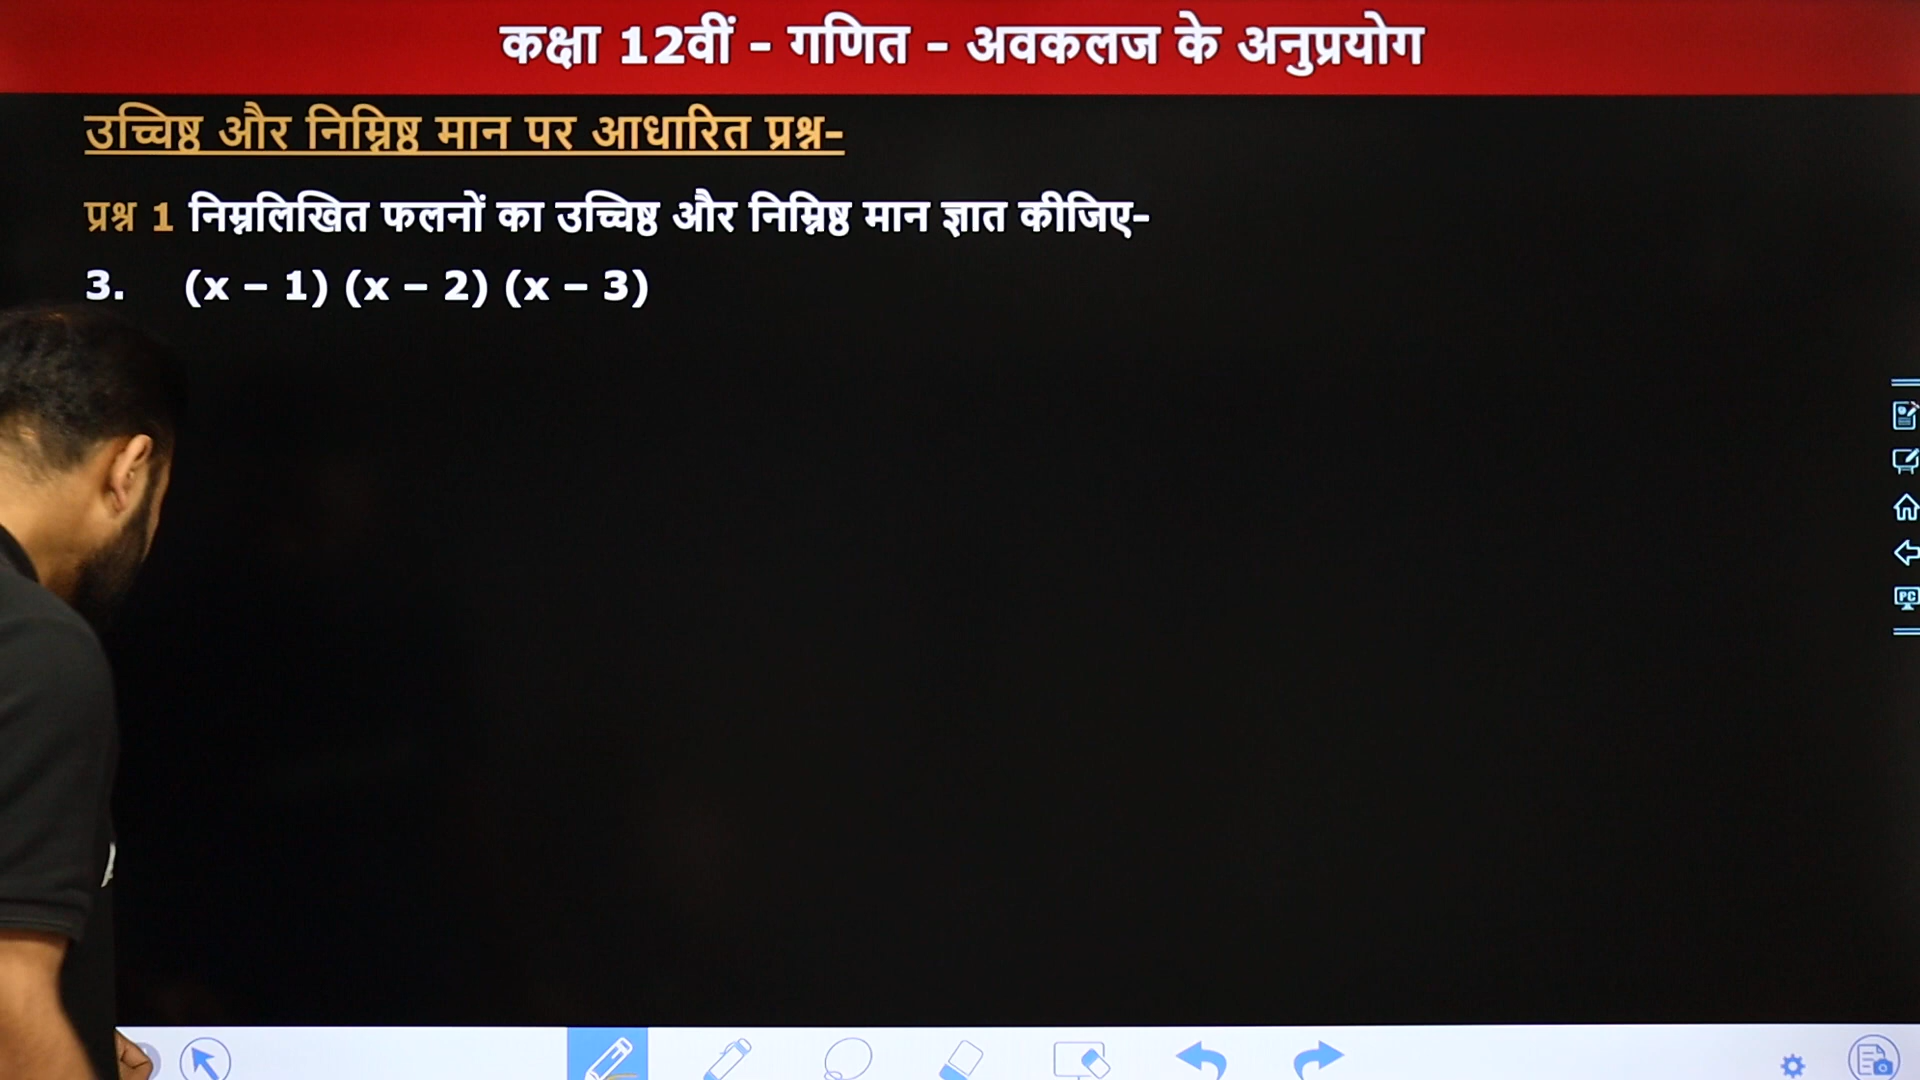 कक्षा 12वीं – गणित – अवकलज के अनुप्रयोग
उच्चिष्ठ और निम्निष्ठ मान पर आधारित प्रश्न-
प्रश्न 1 निम्नलिखित फलनों का उच्चिष्ठ और निम्निष्ठ मान ज्ञात कीजिए-
3. (x – 1) (x – 2) (x – 3)
PC